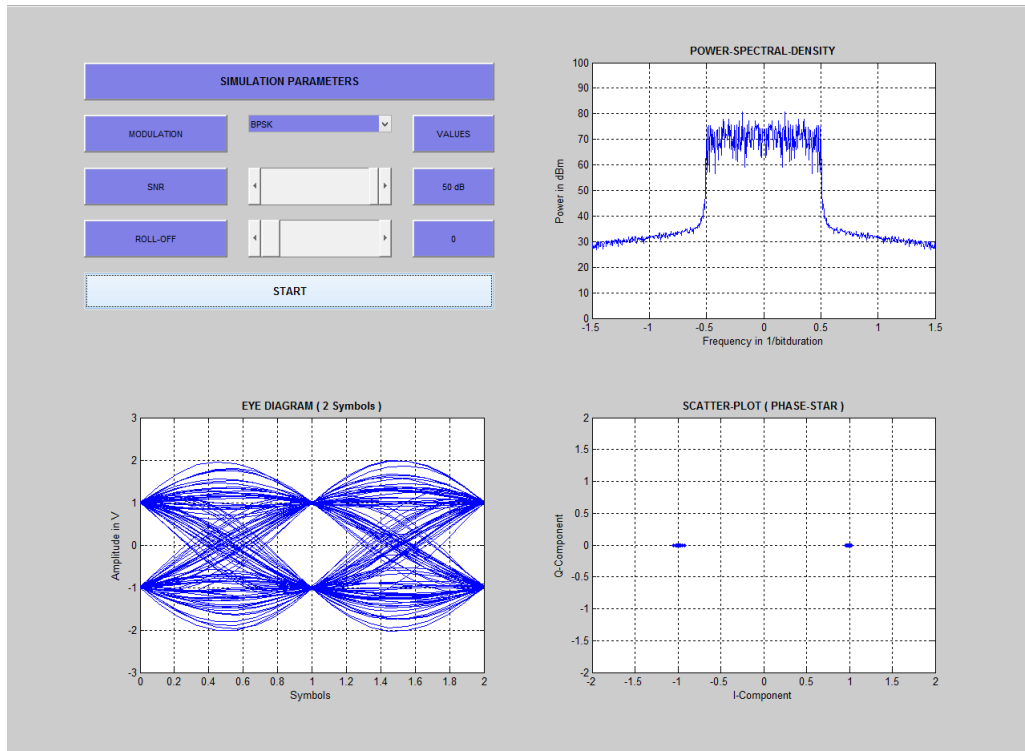 SIMULATION PARAMETERS
MODULATION
BPSK
VALUES
SNR
50 dB
ROLL-OFF
0
START
POWER-SPECTRAL-DENSITY
Power in dBm
100
90
80
70
60
50
40
30
20
10
0
-1.5 -1 -0.5 0 0.5 1 1.5
Frequency in 1/bitduration
EYE DIAGRAM ( 2 Symbols )
Amplitude in V
3
2
1
0
-1
-2
-3
0 0.2 0.4 0.6 0.8 1 1.2 1.4 1.6 1.8 2
Symbols
SCATTER-PLOT ( PHASE-STAR )
Q-Component
2
1.5
1
0.5
0
-0.5
-1
-1.5
-2
-2 -1.5 -1 -0.5 0 0.5 1 1.5 2
I-Component